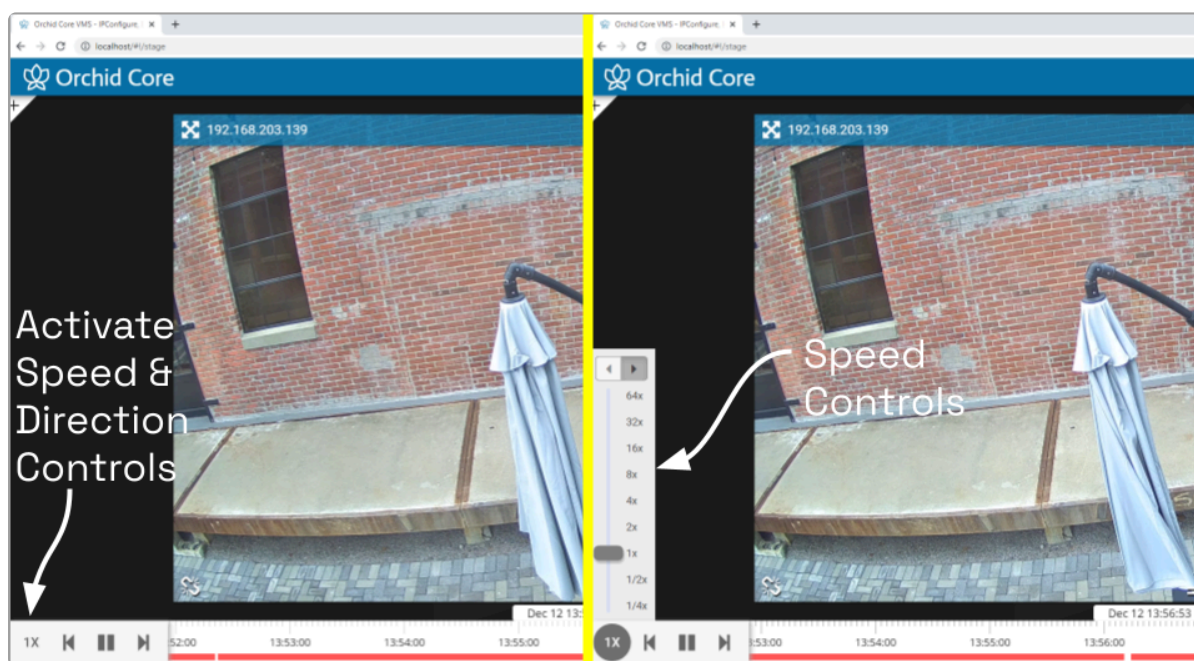 Orchid Core VMS - IPConfigure,
localhost/#!/stage
Orchid Core
192.168.203.139
Activate
Speed &
Direction
Controls
Dec 12 13:5
1X
52:00
13:53:00
13:54:00
13:55:00
Orchid Core VMS - IPConfigure,
localhost/#!/stage
Orchid Core
192.168.203.139
Speed
Controls
64x
32x
16x
8x
4x
2x
1x
1/2x
1/4x
Dec 12 13:56:53
1X
:53:00
13:54:00
13:55:00
13:56:00